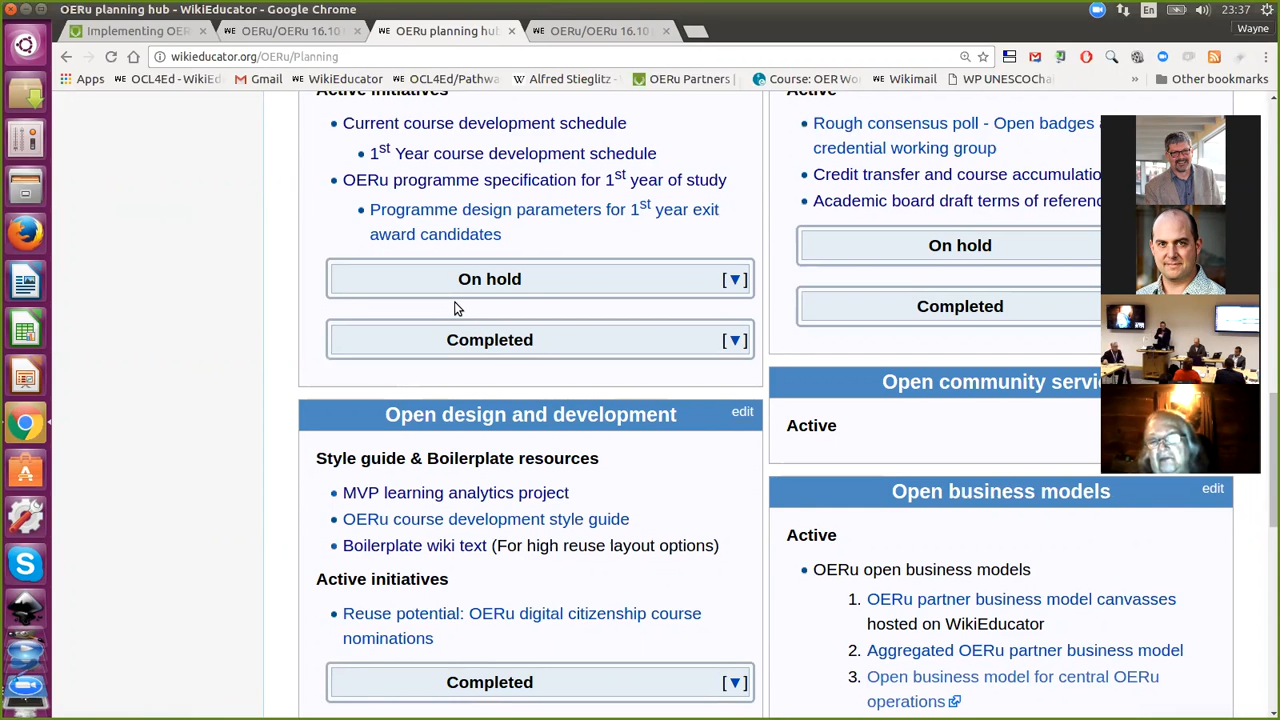 OERu planning hub - WikiEducator - Google Chrome
En
23:37
Implementing OER
OERu/OERu 16.10
OERu planning hub
OERu/OERu 16.10
Wayne
wikieducator.org/OERu/Planning
Apps
OCL4Ed - WikiEd
Gmail
WikiEducator
OCL4Ed/Pathwa
Alfred Stieglitz
OERu Partners |
Course: OER Wo
Wikimail
WP UNESCOCha
»
Other bookmarks
Active initiatives
Current course development schedule
1st Year course development schedule
OERu programme specification for 1st year of study
Programme design parameters for 1st year exit
award candidates
On hold
[▼]
Completed
[▼]
Open design and development
edit
Style guide & Boilerplate resources
MVP learning analytics project
OERu course development style guide
Boilerplate wiki text (For high reuse layout options)
Active initiatives
Reuse potential: OERu digital citizenship course
nominations
Completed
[▼]
Active
Rough consensus poll - Open badges
credential working group
Credit transfer and course accumulatio
Academic board draft terms of referenc
On hold
Completed
Open community servi
Active
Open business models
edit
Active
OERu open business models
1. OERu partner business model canvasses
hosted on WikiEducator
2. Aggregated OERu partner business model
3. Open business model for central OERu
operations